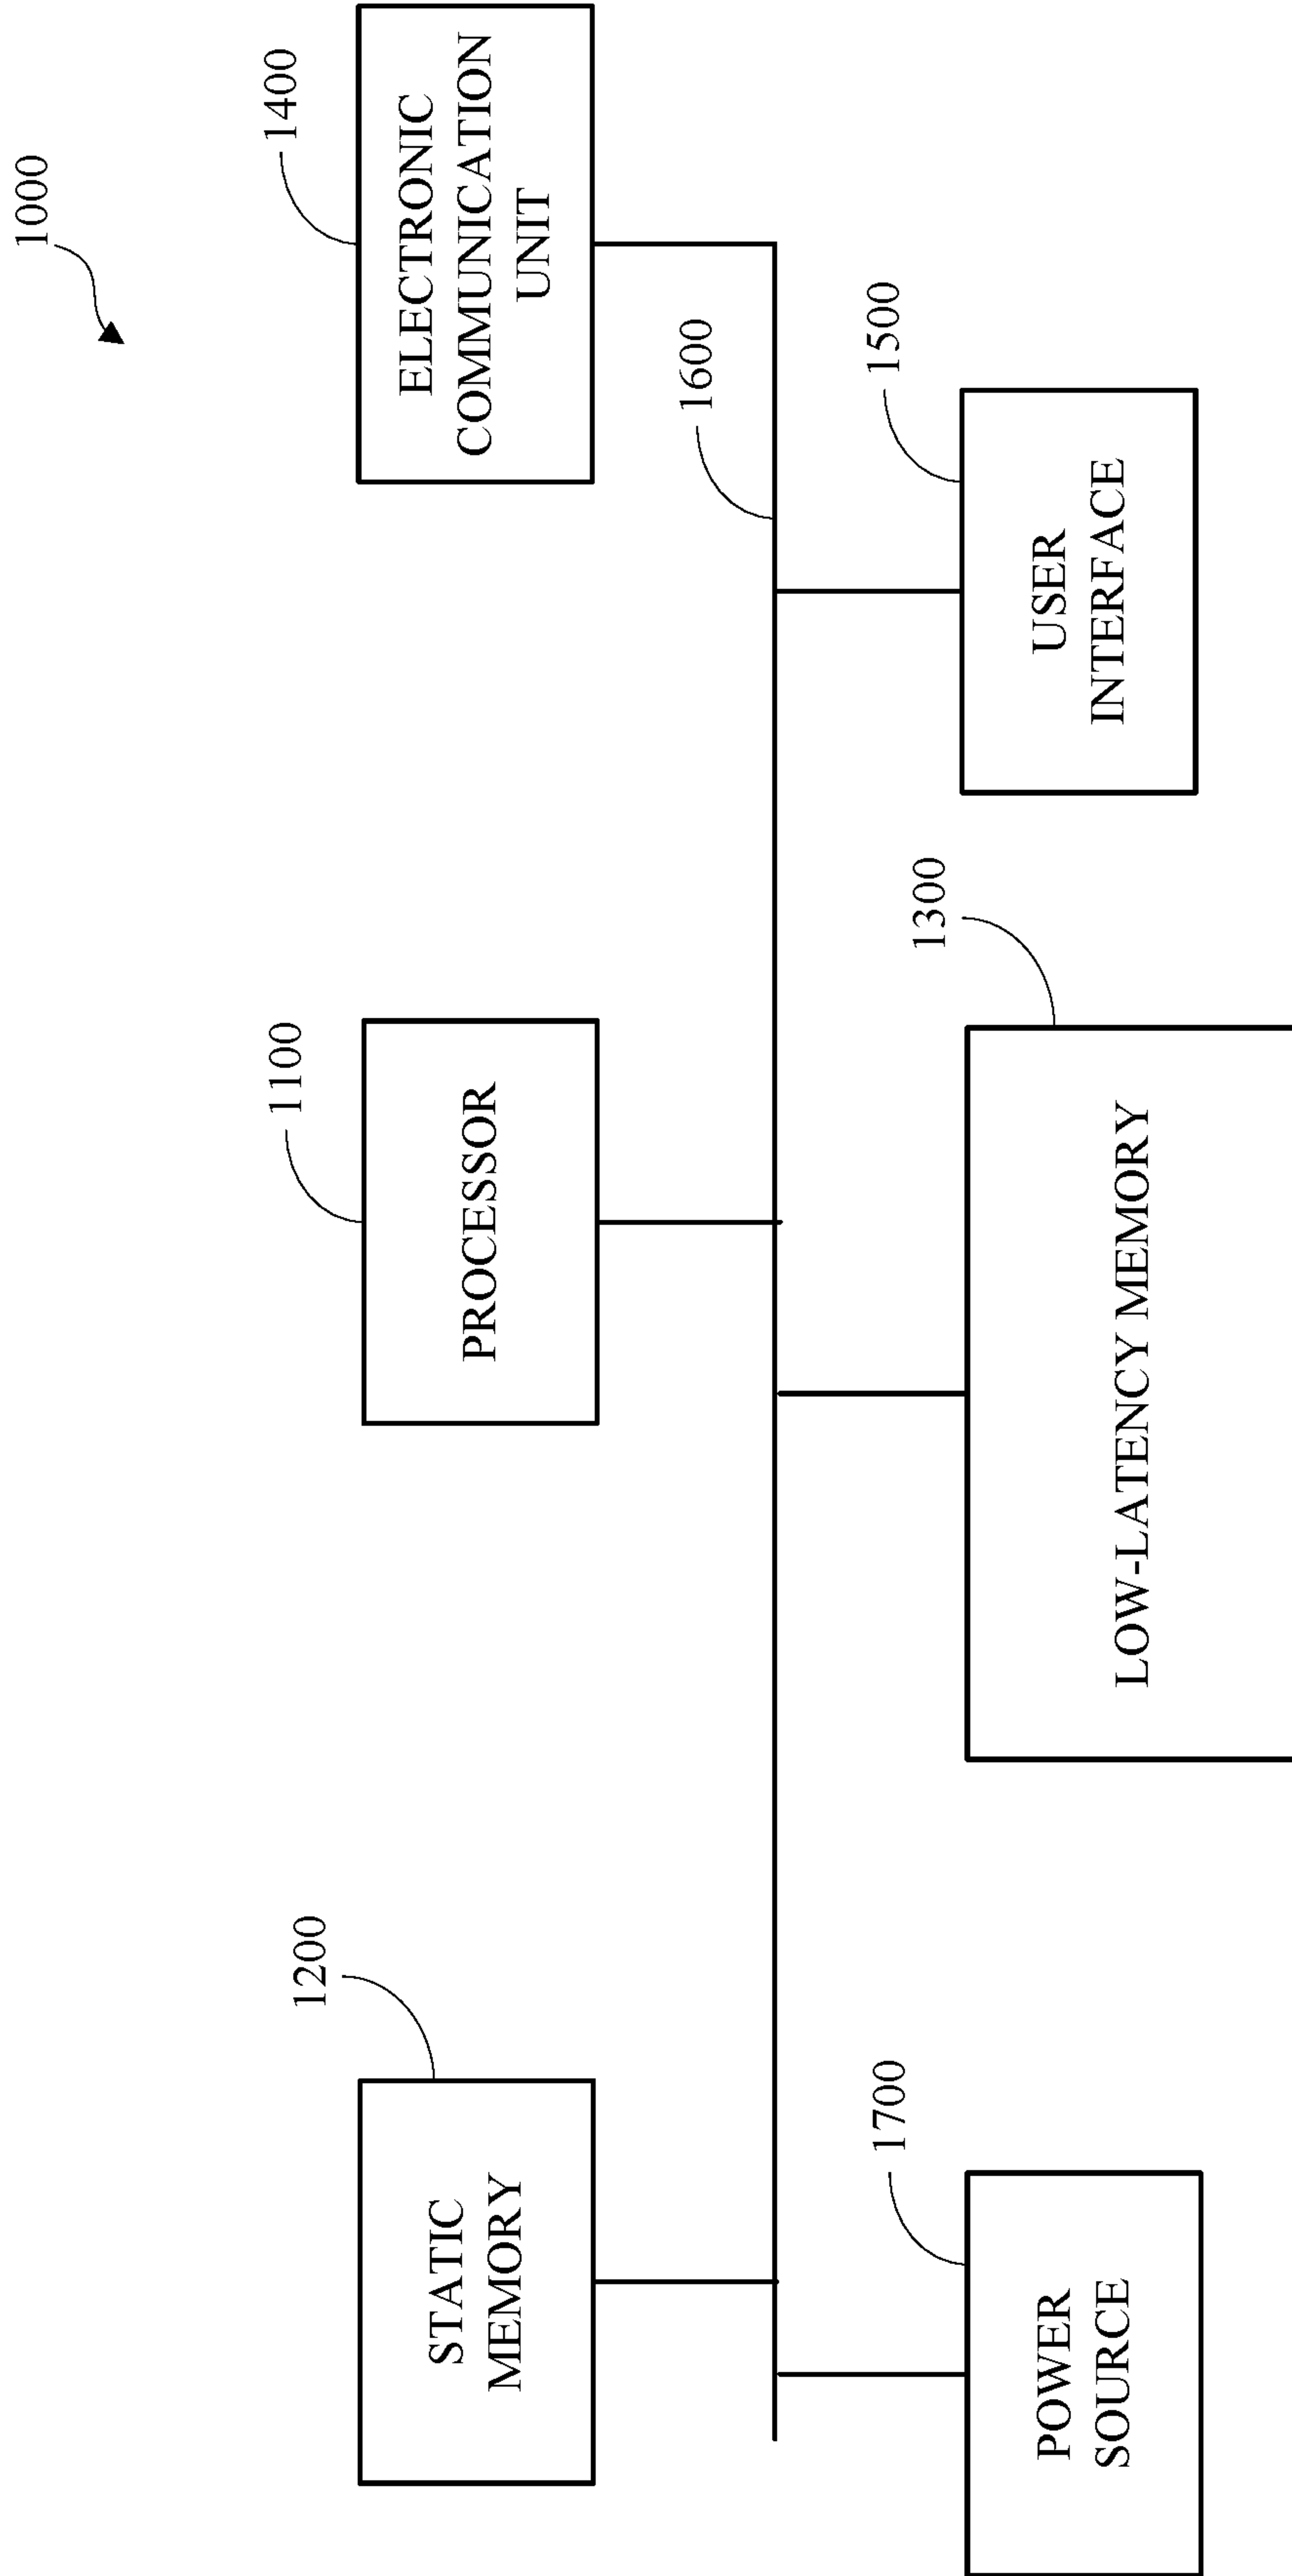 1000
1400
ELECTRONIC
COMMUNICATION
UNIT
1100
PROCESSOR
1200
STATIC
MEMORY
1600
1500
USER
INTERFACE
1300
LOW-LATENCY MEMORY
1700
POWER
SOURCE